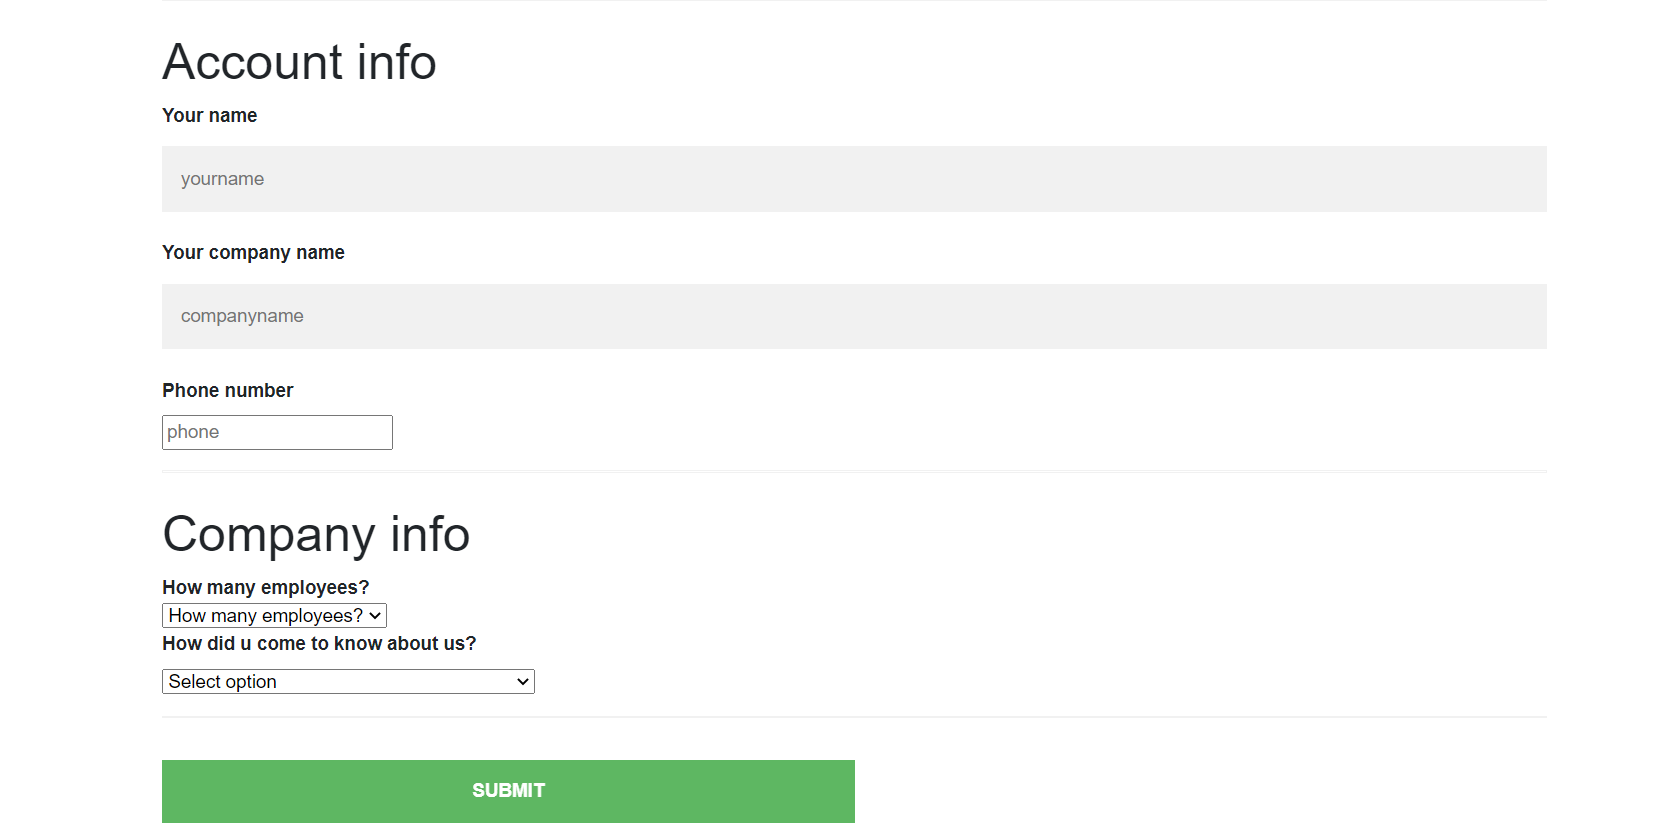 Account info
Your name
yourname
Your company name
companyname
Phone number
phone
Company info
How many employees?
How many employees?
How did u come to know about us?
Select option
SUBMIT